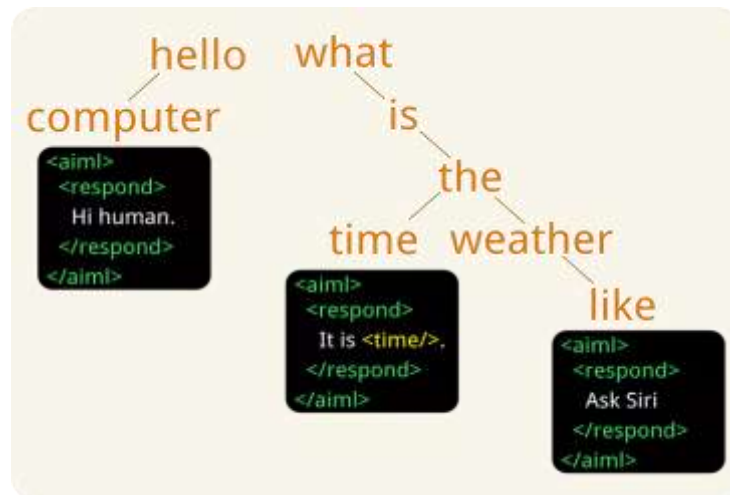 hello what
computer is
the
time weather
like
<aiml>
<respond>
Hi human.
</respond>
</aiml>
<aiml>
<respond>
It is <time/>.
</respond>
</aiml>
<aiml>
<respond>
Ask Siri
</respond>
</aiml>